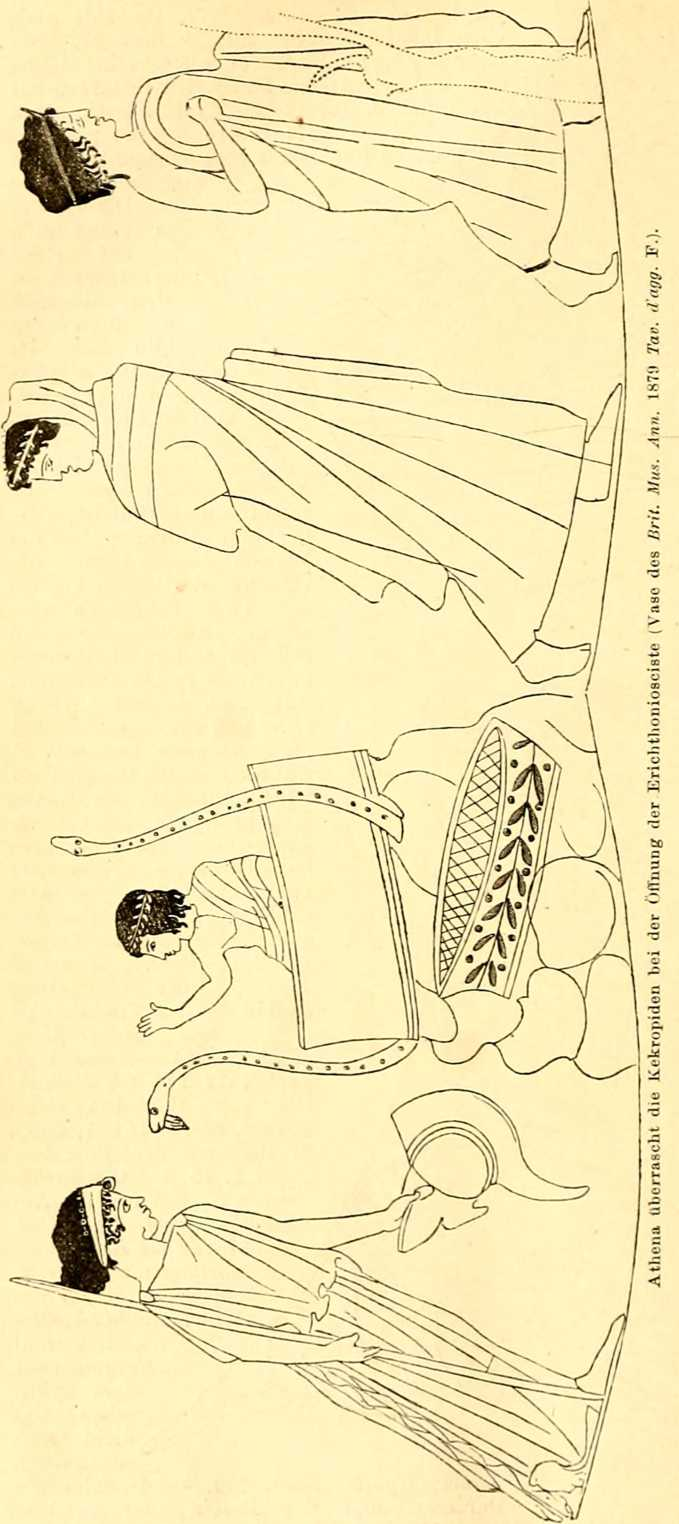 Athena überrascht die Kekropiden bei der Öffnung der Erichthoniosciste (Vase des Brit. Mus. Ann. 1879 Tav. d'agg. F.).